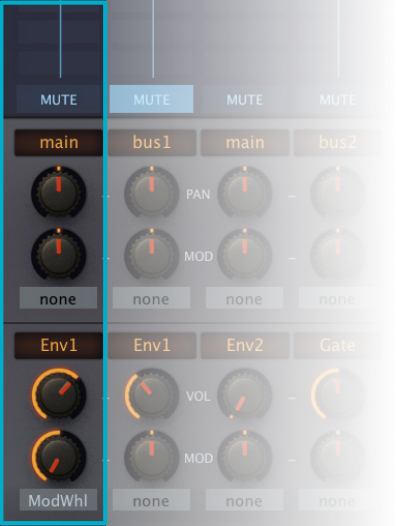 MUTE MUTE MUTE MUTE
main bus1 main bus2
PAN
MOD
none none none none
Env1 Env1 Env2 Gate
VOL
MOD
ModWhl none none none